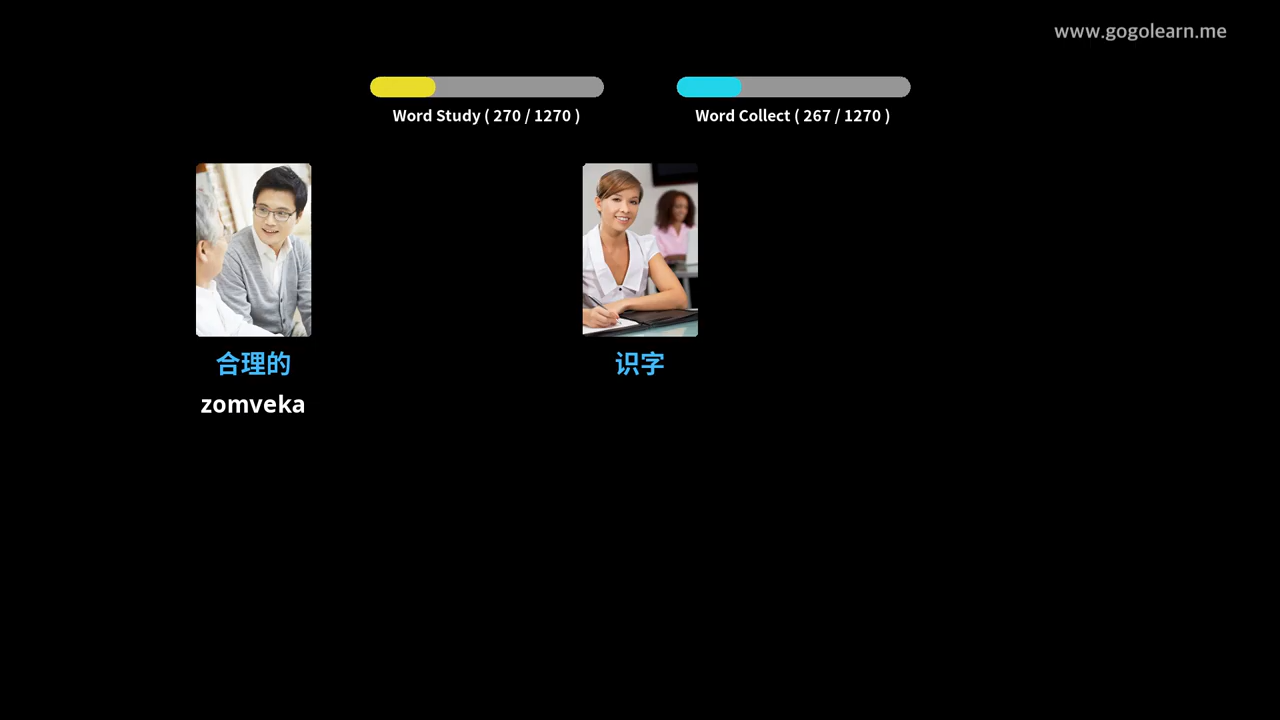 www.gogolearn.me
Word Study ( 270 / 1270 )
Word Collect ( 267 / 1270 )
合理的
识字
zomveka